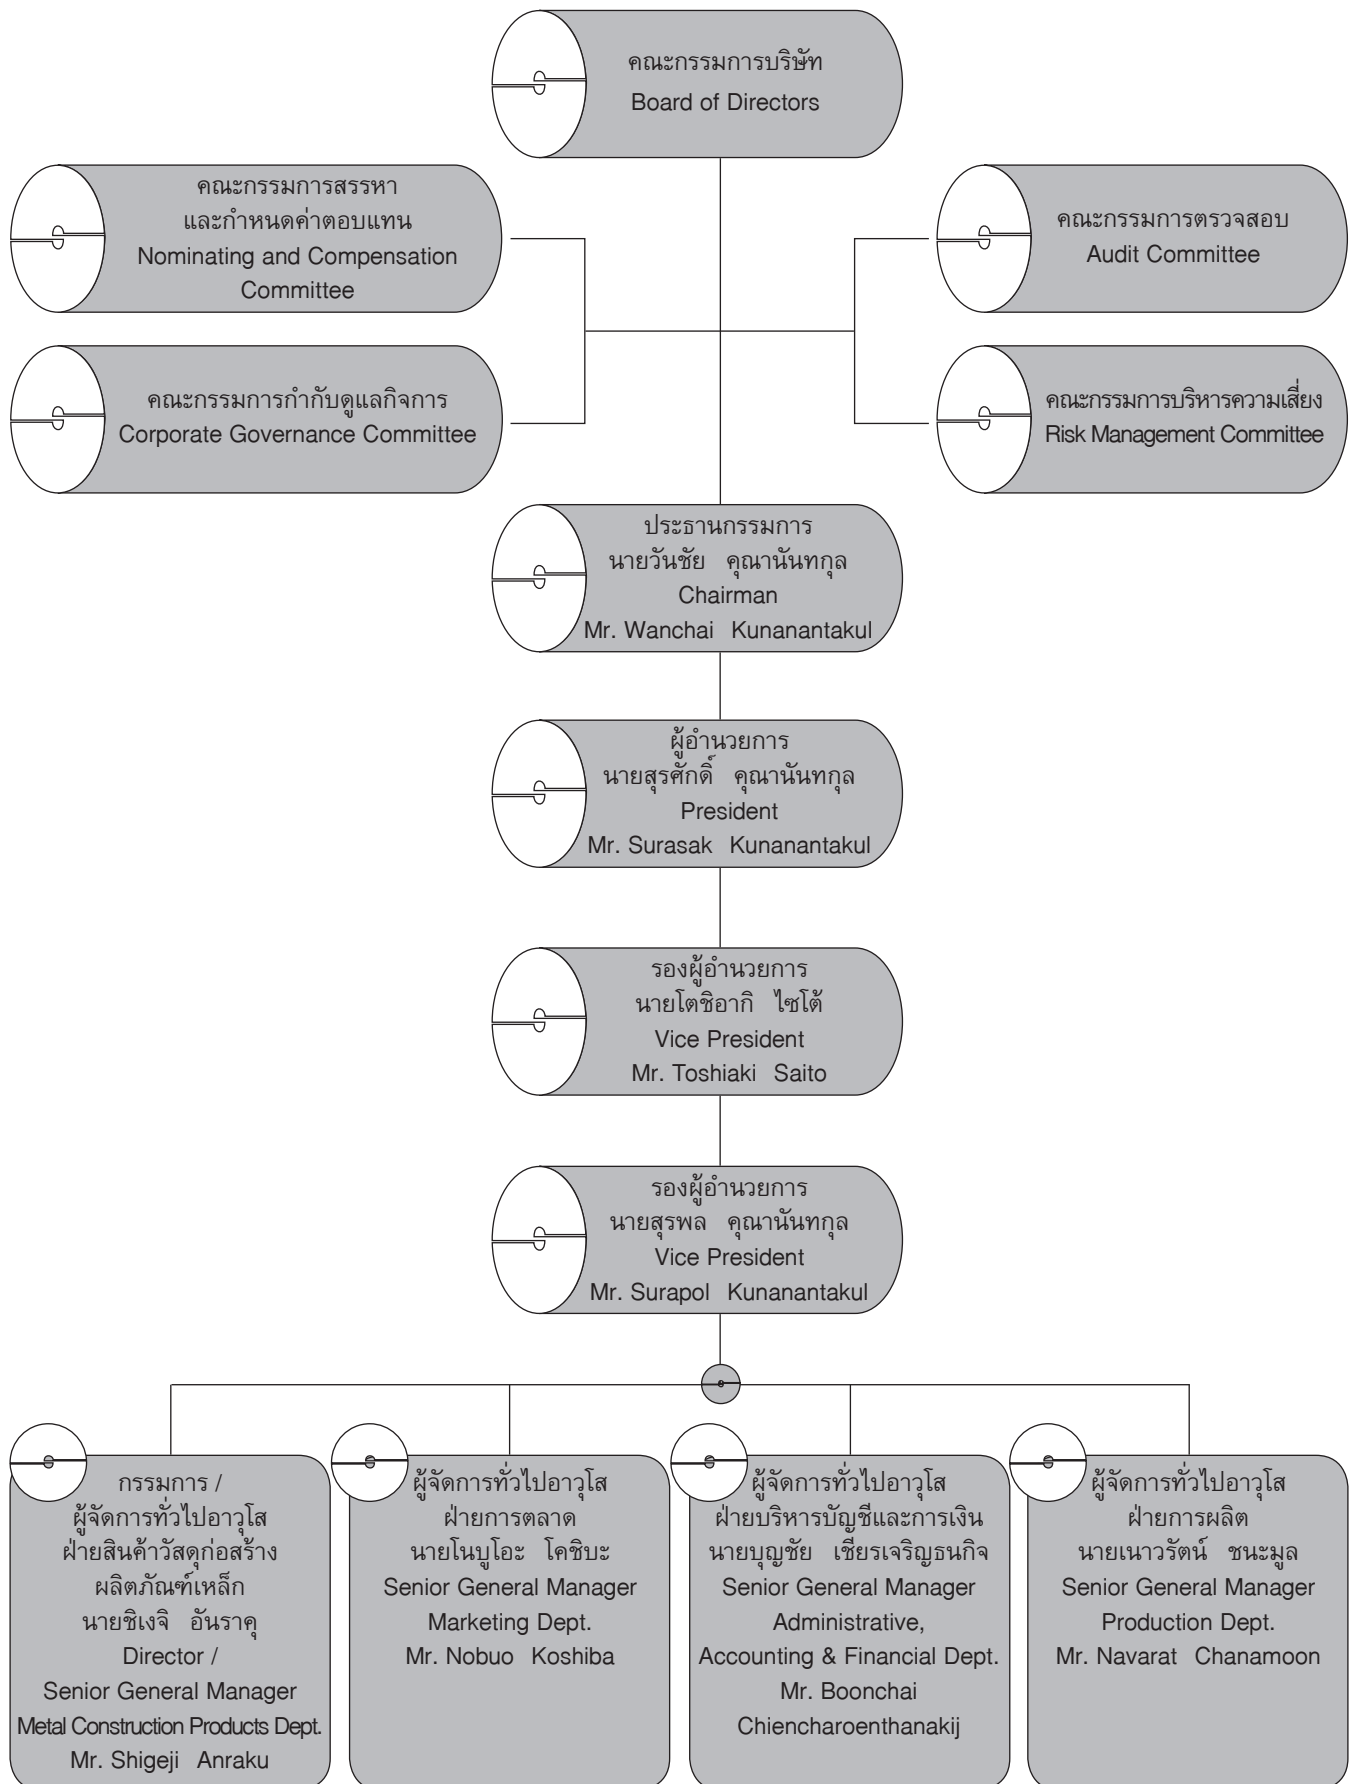 คณะกรรมการบริษัท
Board of Directors
คณะกรรมการสรรหา
และกำหนดค่าตอบแทน
Nominating and Compensation
Committee
คณะกรรมการตรวจสอบ
Audit Committee
คณะกรรมการกำกับดูแลกิจการ
Corporate Governance Committee
คณะกรรมการบริหารความเสี่ยง
Risk Management Committee
ประธานกรรมการ
นายวันชัย คุณานันทกุล
Chairman
Mr. Wanchai Kunanantakul
ผู้อำนวยการ
นายสุรศักดิ์ คุณานันทกุล
President
Mr. Surasak Kunanantakul
รองผู้อำนวยการ
นายโตชิอากิ ไซโต้
Vice President
Mr. Toshiaki Saito
รองผู้อำนวยการ
นายสุรพล คุณานันทกุล
Vice President
Mr. Surapol Kunanantakul
กรรมการ /
ผู้จัดการทั่วไปอาวุโส
ฝ่ายสินค้าวัสดุก่อสร้าง
ผลิตภัณฑ์เหล็ก
นายชิเงจิ อันราคุ
Director /
Senior General Manager
Metal Construction Products Dept.
Mr. Shigeji Anraku
ผู้จัดการทั่วไปอาวุโส
ฝ่ายการตลาด
นายโนบูโอะ โคชิบะ
Senior General Manager
Marketing Dept.
Mr. Nobuo Koshiba
ผู้จัดการทั่วไปอาวุโส
ฝ่ายบริหารบัญชีและการเงิน
นายบุญชัย เชียรเจริญธนกิจ
Senior General Manager
Administrative,
Accounting & Financial Dept.
Mr. Boonchai
Chiencharoenthanakij
ผู้จัดการทั่วไปอาวุโส
ฝ่ายการผลิต
นายเนาวรัตน์ ชนะมูล
Senior General Manager
Production Dept.
Mr. Navarat Chanamoon